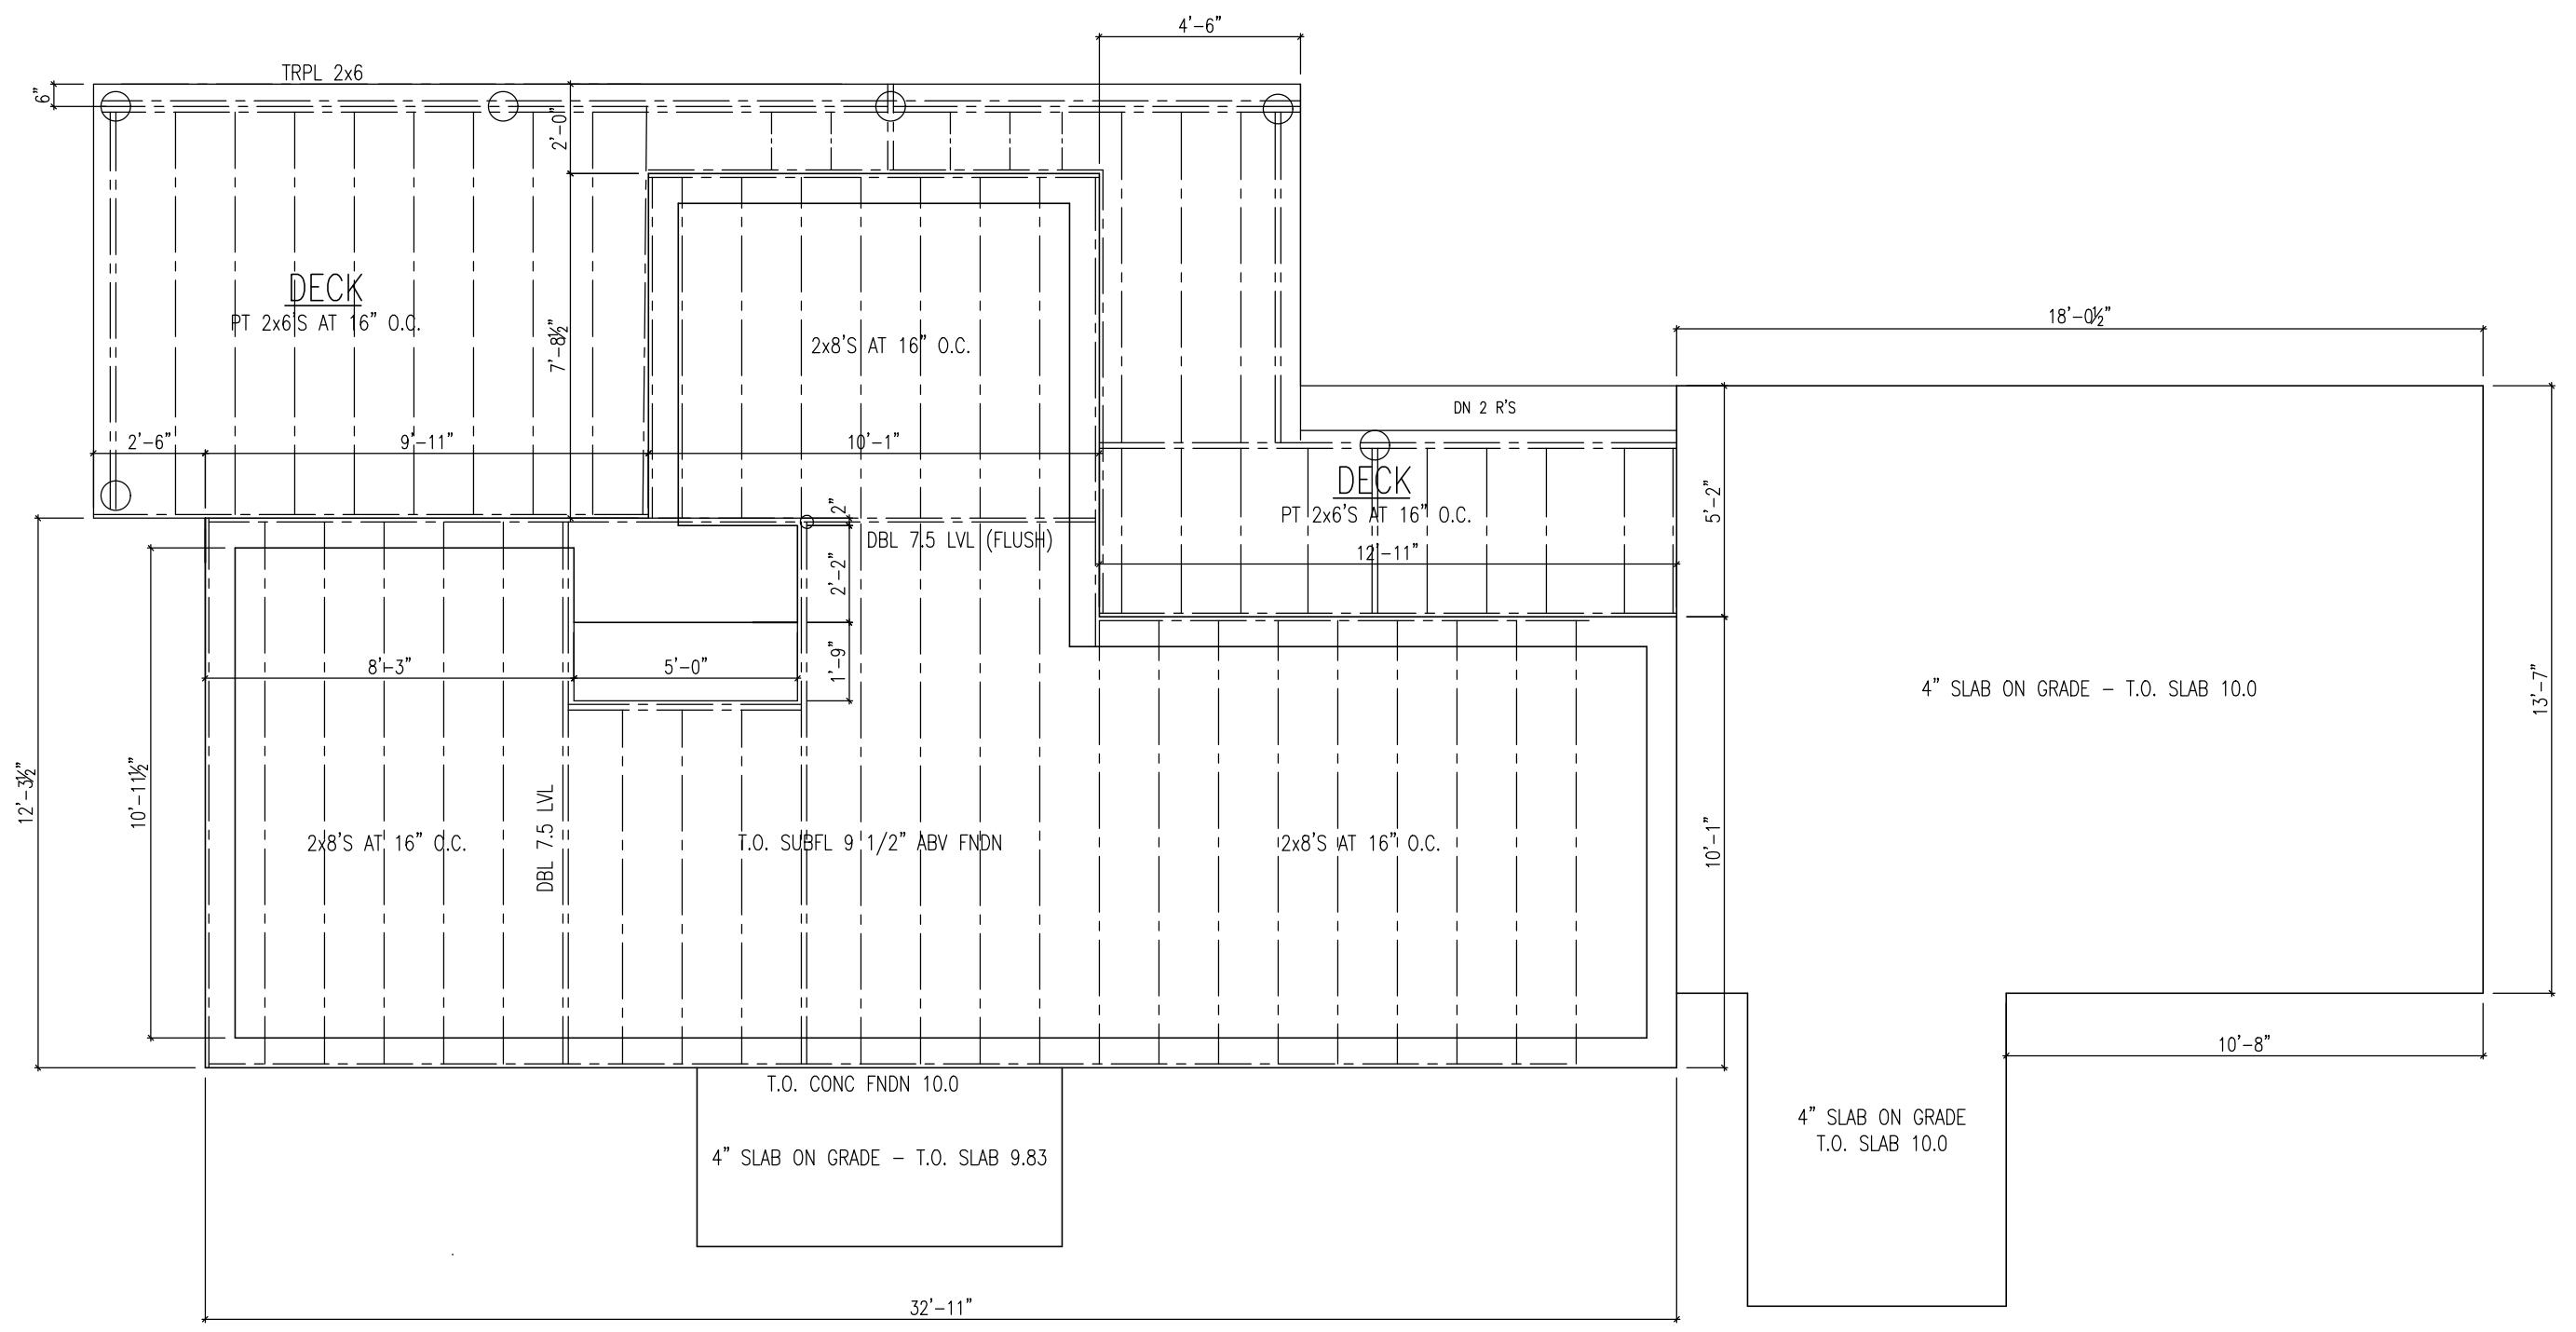 4'-6"
TRPL 2x6
6"
2'-0"
DECK
PT 2x6'S AT 16" O.C.
7'-8½"
2x8'S AT 16" O.C.
18'-0½"
DN 2 R'S
2'-6"
9'-11"
10'-1"
DECK
PT 2x6'S AT 16" O.C.
12'-11"
5'-2"
2"
DBL 7.5 LVL (FLUSH)
2'-2"
1'-9"
8'-3"
5'-0"
4" SLAB ON GRADE - T.O. SLAB 10.0
13'-7"
12'-3½"
10'-11½"
2x8'S AT 16" O.C.
DBL 7.5 LVL
T.O. SUBFL 9 1/2" ABV FNDN
2x8'S AT 16" O.C.
10'-1"
10'-8"
T.O. CONC FNDN 10.0
4" SLAB ON GRADE - T.O. SLAB 9.83
4" SLAB ON GRADE
T.O. SLAB 10.0
32'-11"